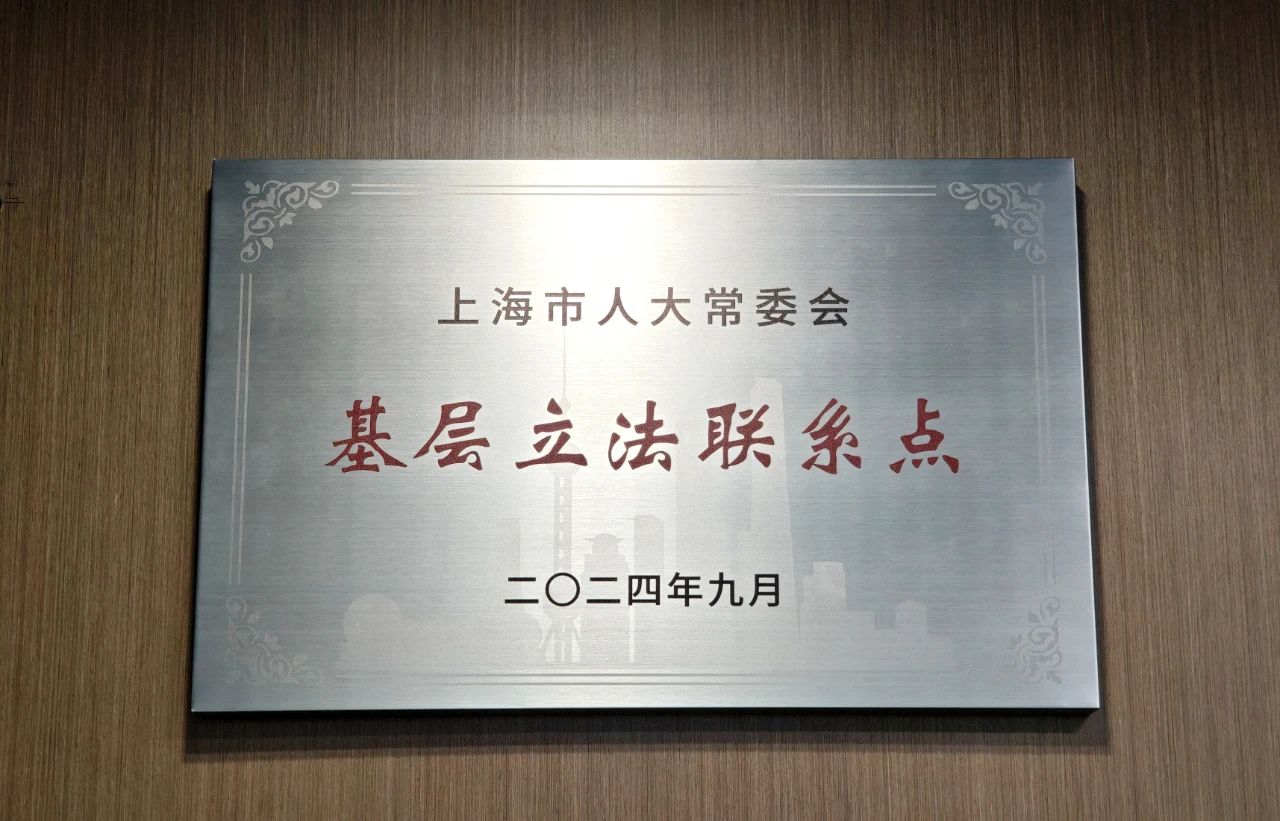 上海市人大常委会
基层立法联系点
二〇二四年九月